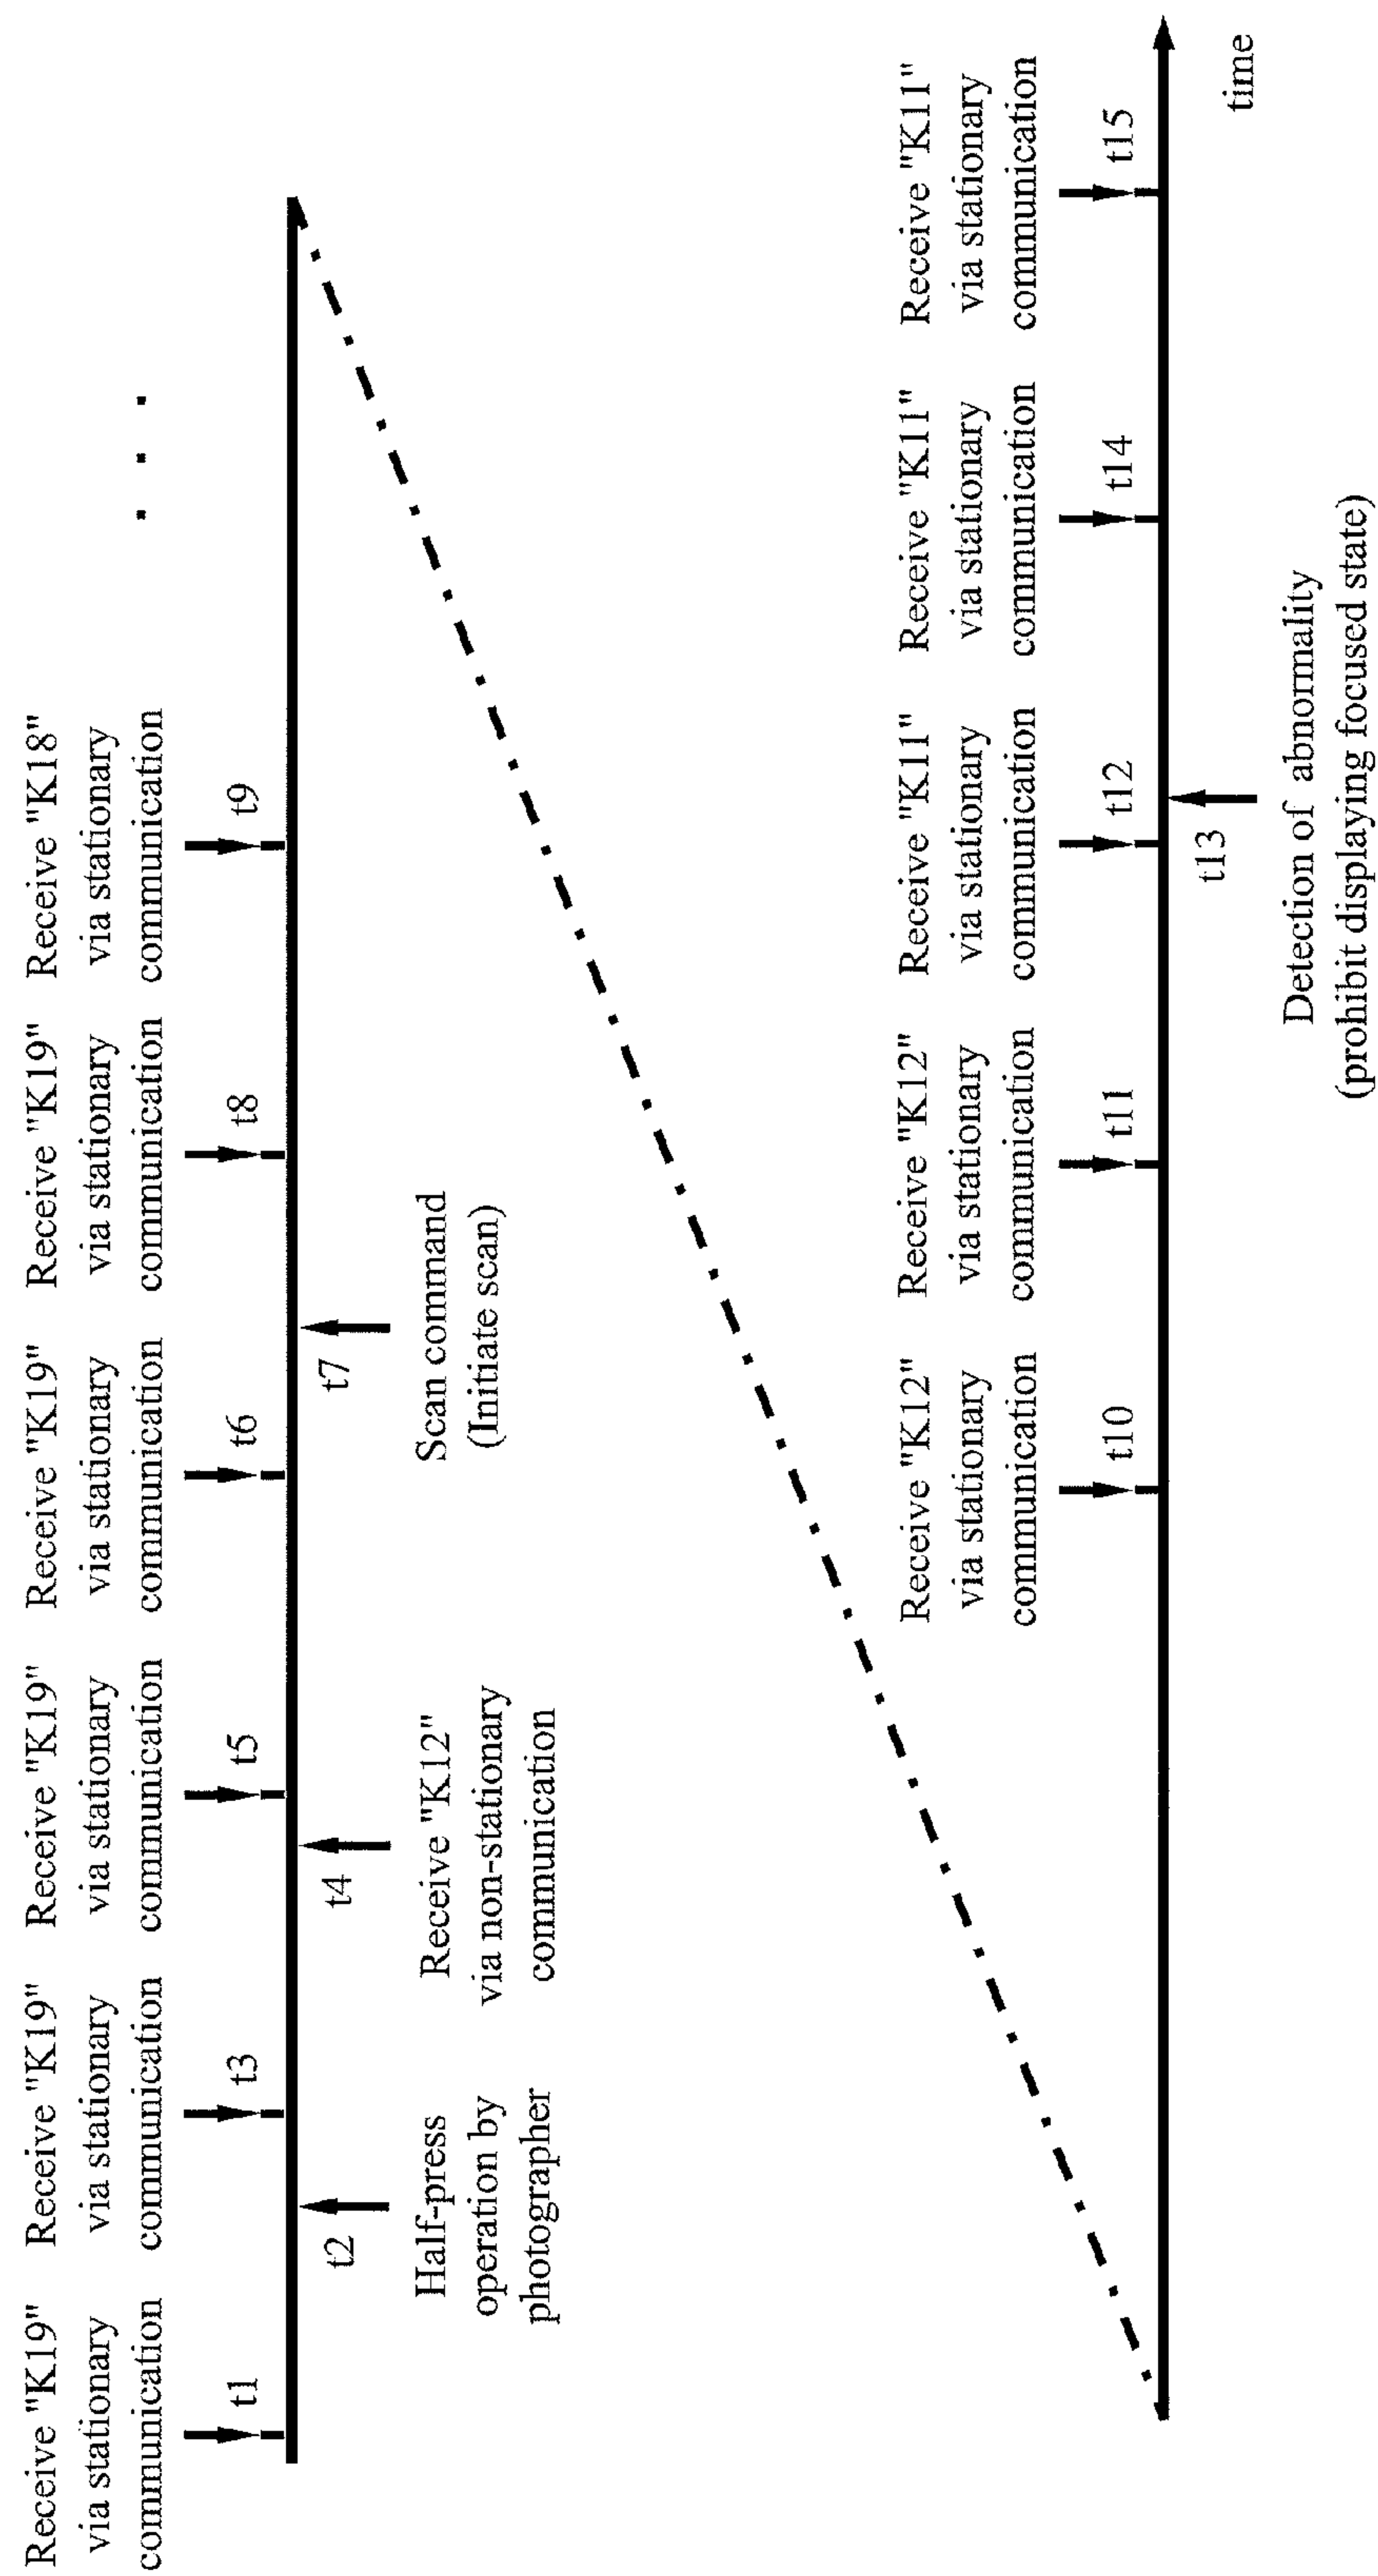 Receive "K19"
via stationary
communication
t1
Receive "K19"
via stationary
communication
t3
Receive "K19"
via stationary
communication
t5
Receive "K19"
via stationary
communication
t6
Receive "K19"
via stationary
communication
t8
Receive "K18"
via stationary
communication
t9
. . .
t2
Half-press
operation by
photographer
t4
Receive "K12"
via non-stationary
communication
t7
Scan command
(Initiate scan)
Receive "K12"
via stationary
communication
t10
Receive "K12"
via stationary
communication
t11
Receive "K11"
via stationary
communication
t12
Receive "K11"
via stationary
communication
t14
Receive "K11"
via stationary
communication
t15
t13
Detection of abnormality
(prohibit displaying focused state)
time